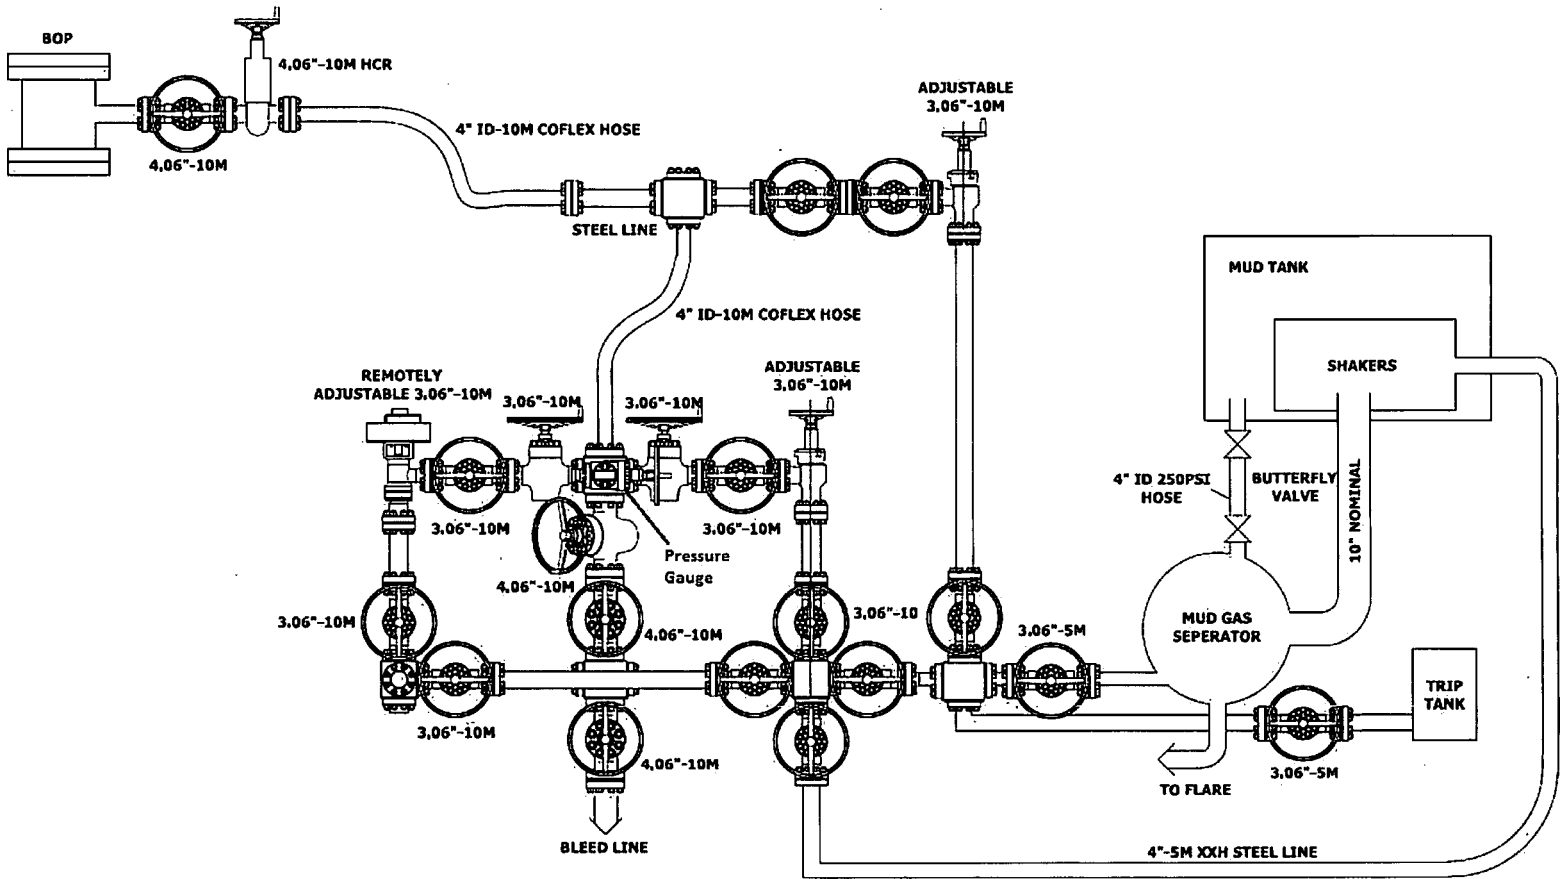 BOP
4.06"-10M HCR
4.06"-10M
4" ID-10M COFLEX HOSE
ADJUSTABLE
3.06"-10M
STEEL LINE
MUD TANK
4" ID-10M COFLEX HOSE
SHAKERS
REMOTELY
ADJUSTABLE 3.06"-10M
ADJUSTABLE
3.06"-10M
3.06"-10M
3.06"-10M
4" ID 250PSI
HOSE
BUTTERFLY
VALVE
10" NOMINAL
3.06"-10M
3.06"-10M
Pressure
Gauge
4.06"-10M
3.06"-10M
4.06"-10M
3.06"-10
3.06"-5M
MUD GAS
SEPERATOR
TRIP
TANK
3.06"-10M
4.06"-10M
3.06"-5M
TO FLARE
BLEED LINE
4"-5M XXH STEEL LINE